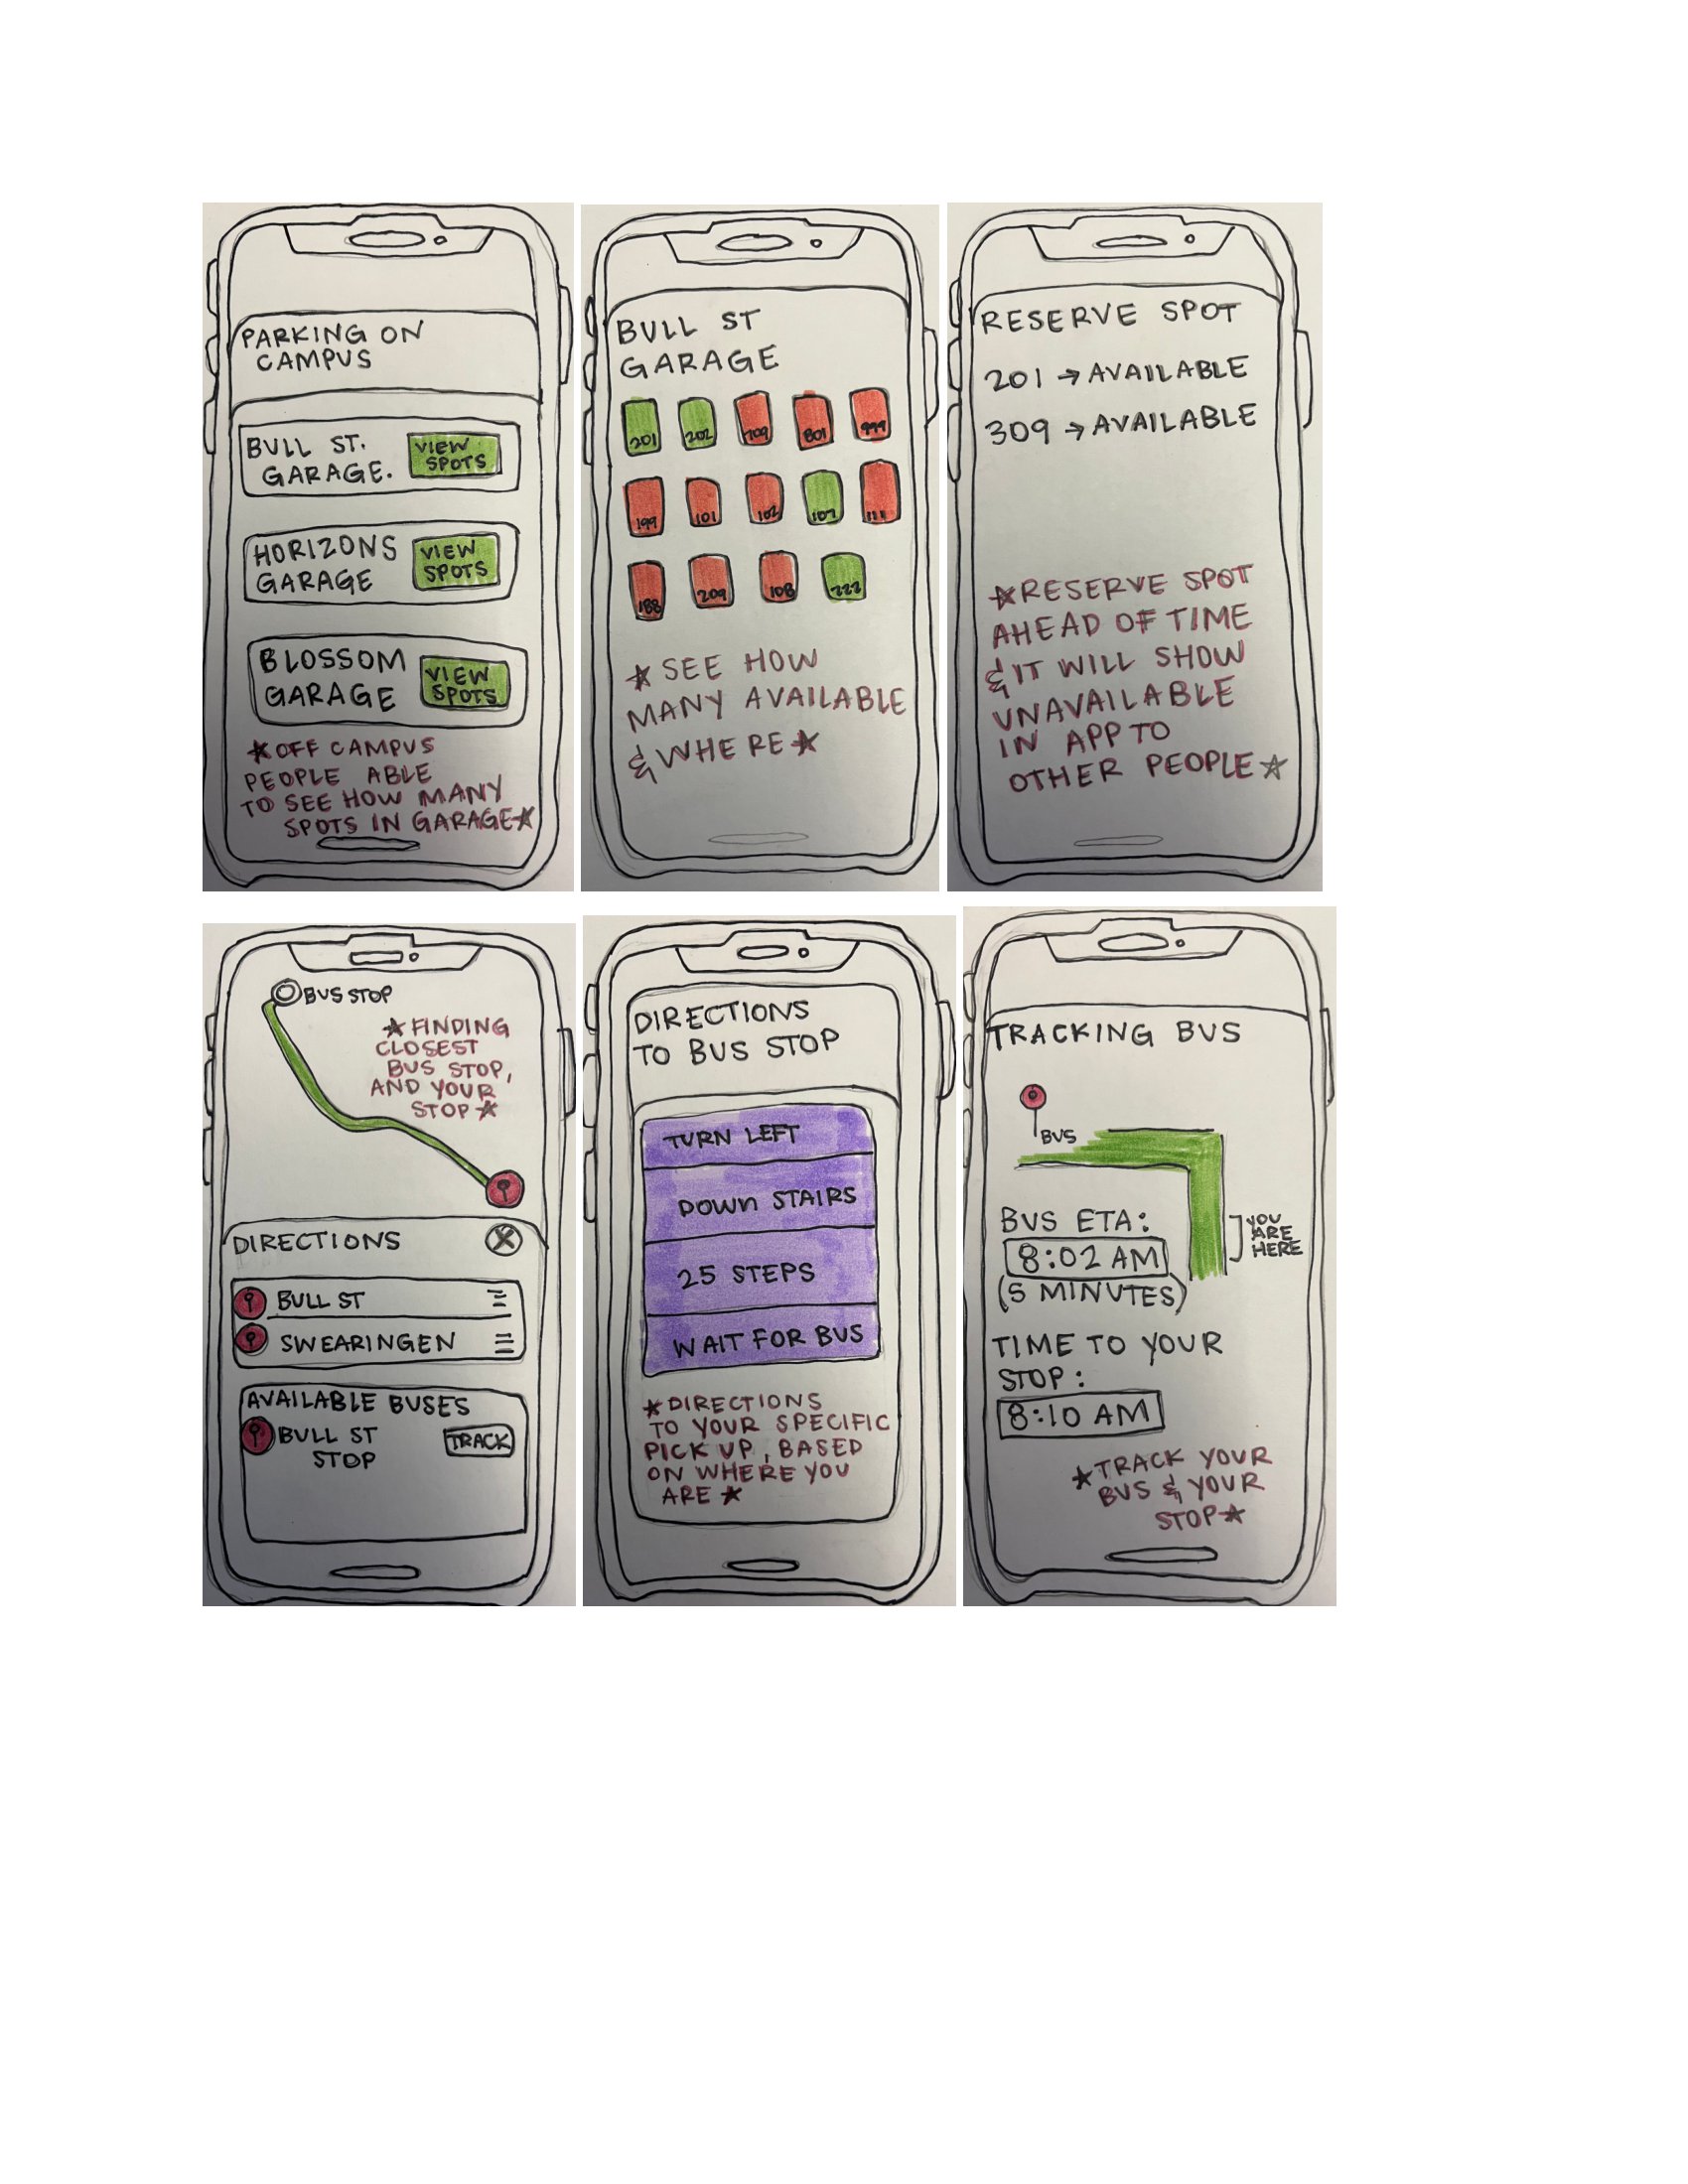 PARKING ON
CAMPUS
BULL ST.
GARAGE.
VIEW
SPOTS
HORIZONS
GARAGE
VIEW
SPOTS
BLOSSOM
GARAGE
VIEW
SPOTS
★OFF CAMPUS
PEOPLE ABLE
TO SEE HOW MANY
SPOTS IN GARAGE★
BULL ST
GARAGE
201 202 709 801 999
199 101 102 107 111
188 209 108 222
★SEE HOW
MANY AVAILABLE
& WHERE★
RESERVE SPOT
201 → AVAILABLE
309 → AVAILABLE
★RESERVE SPOT
AHEAD OF TIME
& IT WILL SHOW
UNAVAILABLE
IN APP TO
OTHER PEOPLE★
BUS STOP
★FINDING
CLOSEST
BUS STOP,
AND YOUR
STOP★
DIRECTIONS
BULL ST
SWEARINGEN
AVAILABLE BUSES
BULL ST
STOP
TRACK
DIRECTIONS
TO BUS STOP
TURN LEFT
DOWN STAIRS
25 STEPS
WAIT FOR BUS
★DIRECTIONS
TO YOUR SPECIFIC
PICK UP, BASED
ON WHERE YOU
ARE★
TRACKING BUS
BUS
YOU
ARE
HERE
BUS ETA:
8:02 AM
(5 MINUTES)
TIME TO YOUR
STOP:
8:10 AM
★TRACK YOUR
BUS & YOUR
STOP★